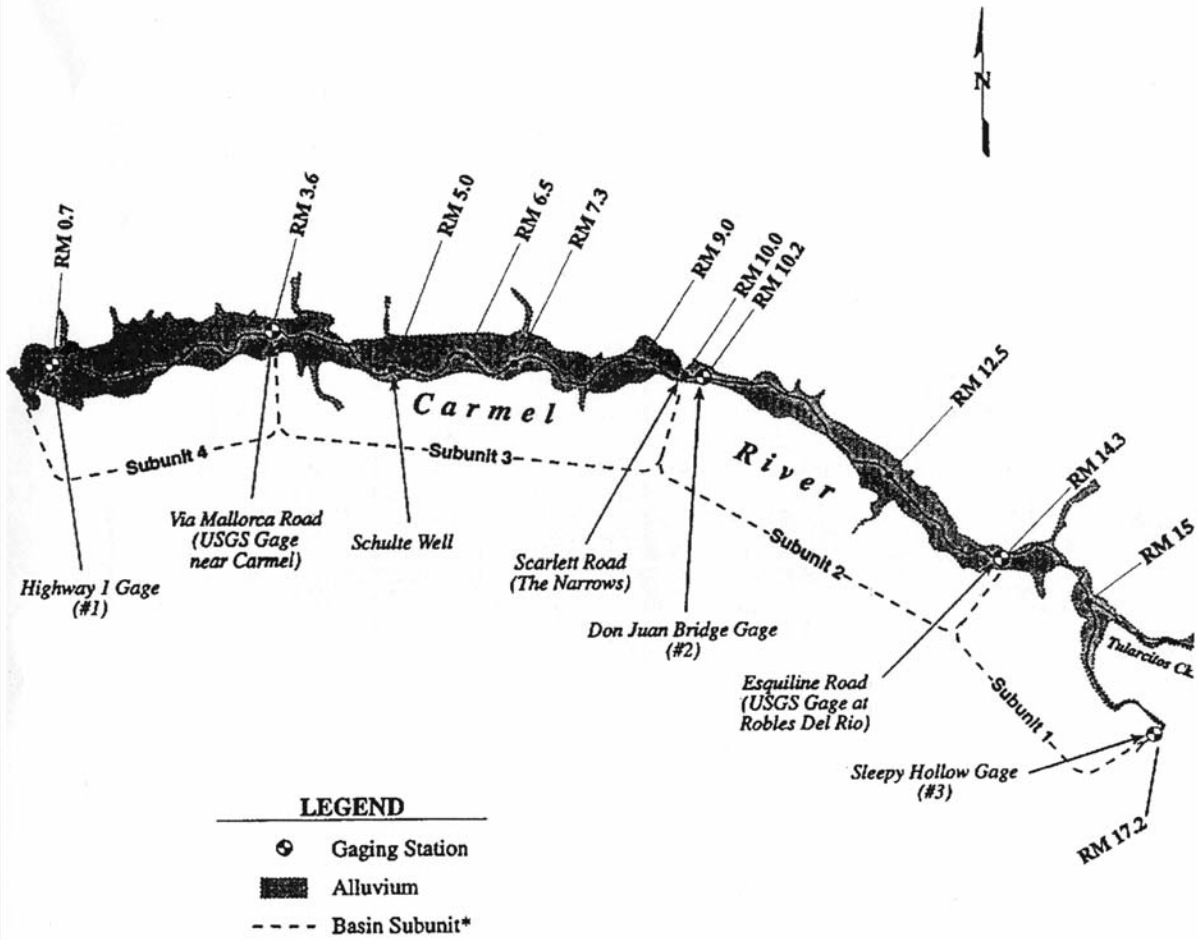 N
RM 0.7
RM 3.6
RM 5.0
RM 6.5
RM 7.3
RM 9.0
RM 10.0
RM 10.2
RM 12.5
RM 14.3
RM 15
Carmel
River
Subunit 4
Subunit 3
Subunit 2
Subunit 1
Tularcitos Ck
Via Mallorca Road
(USGS Gage
near Carmel)
Schulte Well
Scarlett Road
(The Narrows)
Highway 1 Gage
(#1)
Don Juan Bridge Gage
(#2)
Esquiline Road
(USGS Gage at
Robles Del Rio)
Sleepy Hollow Gage
(#3)
RM 17.2
LEGEND
Gaging Station
Alluvium
Basin Subunit*